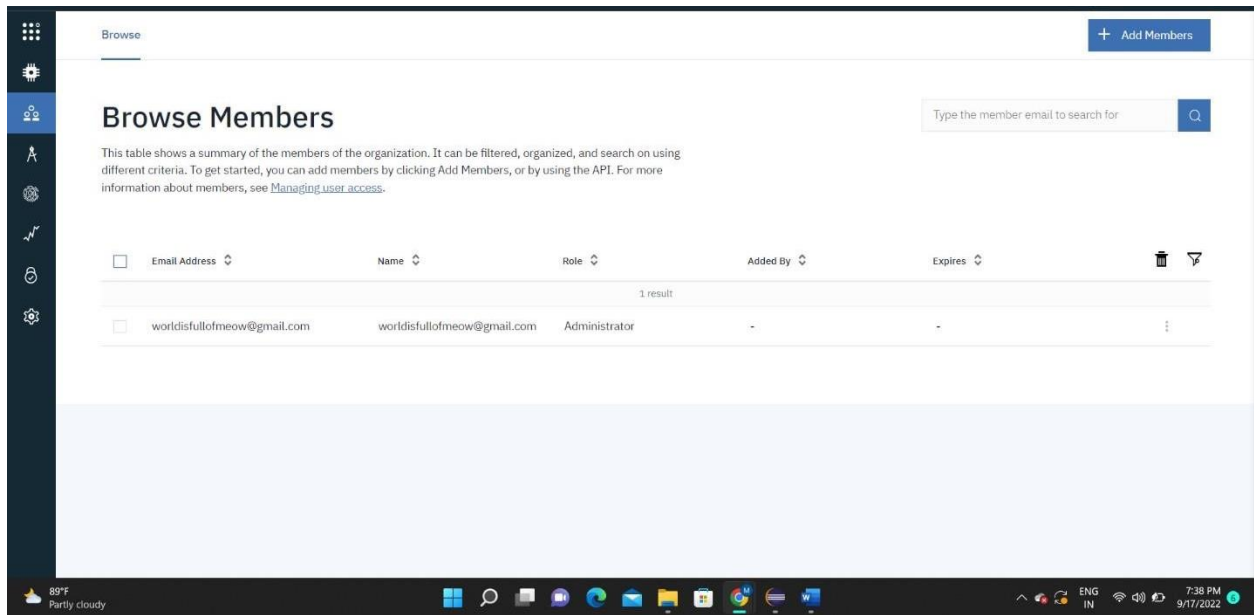 Browse
+ Add Members
Browse Members
Type the member email to search for
This table shows a summary of the members of the organization. It can be filtered, organized, and search on using
different criteria. To get started, you can add members by clicking Add Members, or by using the API. For more
information about members, see Managing user access.
Email Address Name Role Added By Expires
1 result
worldisfullofmeow@gmail.com worldisfullofmeow@gmail.com Administrator - -
89°F
Partly cloudy
ENG
IN
7:38 PM
9/17/2022
6